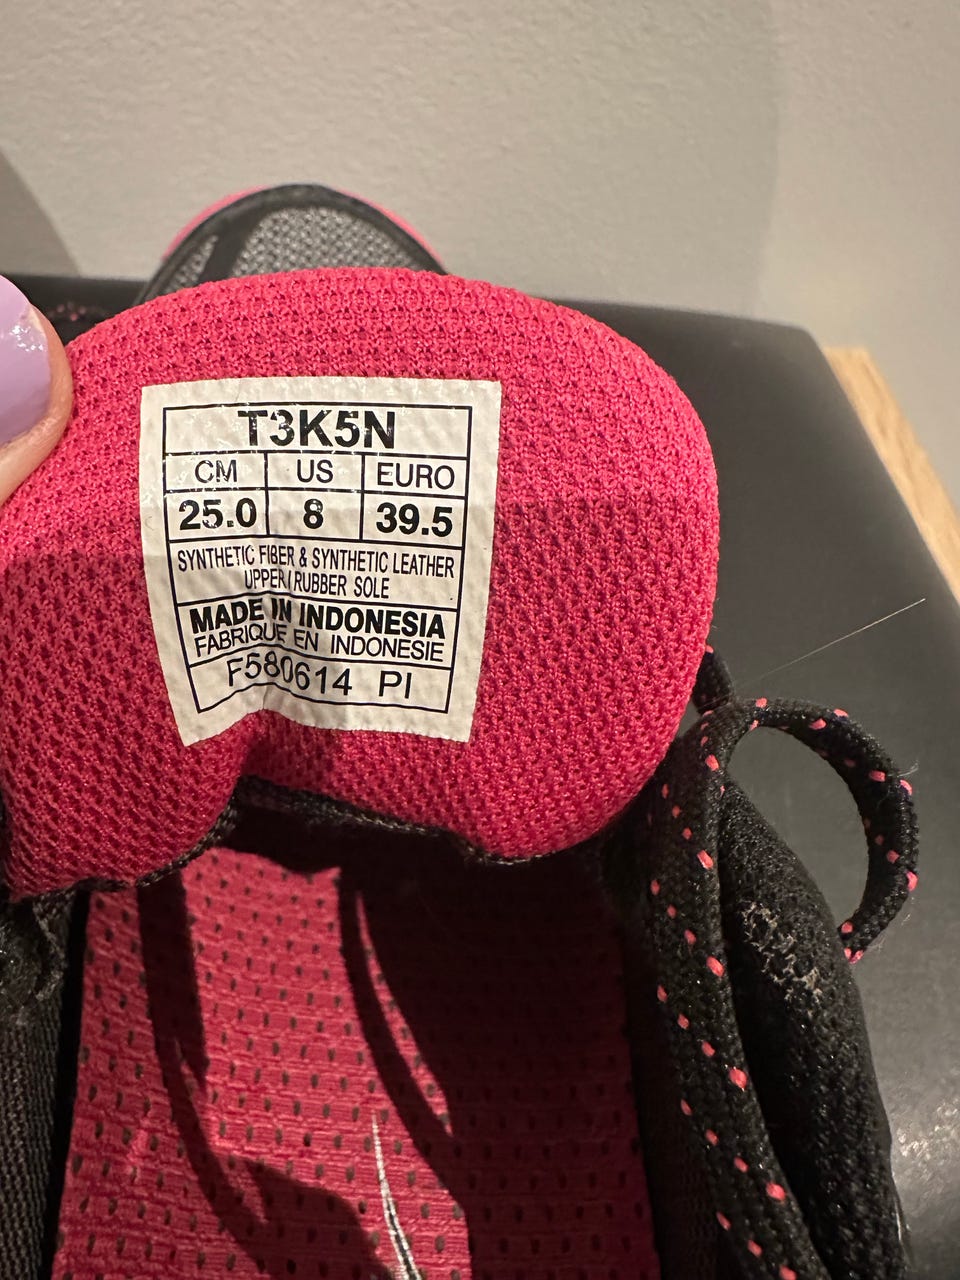 T3K5N
CM US EURO
25.0 8 39.5
SYNTHETIC FIBER & SYNTHETIC LEATHER
UPPER / RUBBER SOLE
MADE IN INDONESIA
FABRIQUE EN INDONESIE
F580614 PI